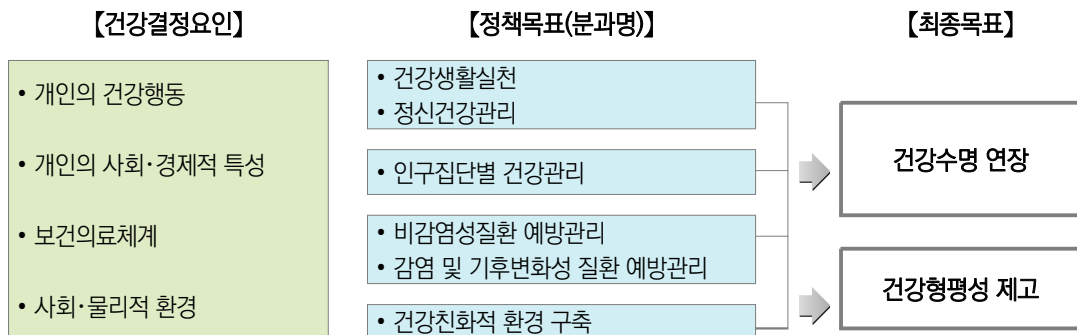 【건강결정요인】
• 개인의 건강행동
• 개인의 사회·경제적 특성
• 보건의료체계
• 사회·물리적 환경
【정책목표(분과명)】
• 건강생활실천
• 정신건강관리
• 인구집단별 건강관리
• 비감염성질환 예방관리
• 감염 및 기후변화성 질환 예방관리
• 건강친화적 환경 구축
【최종목표】
건강수명 연장
건강형평성 제고